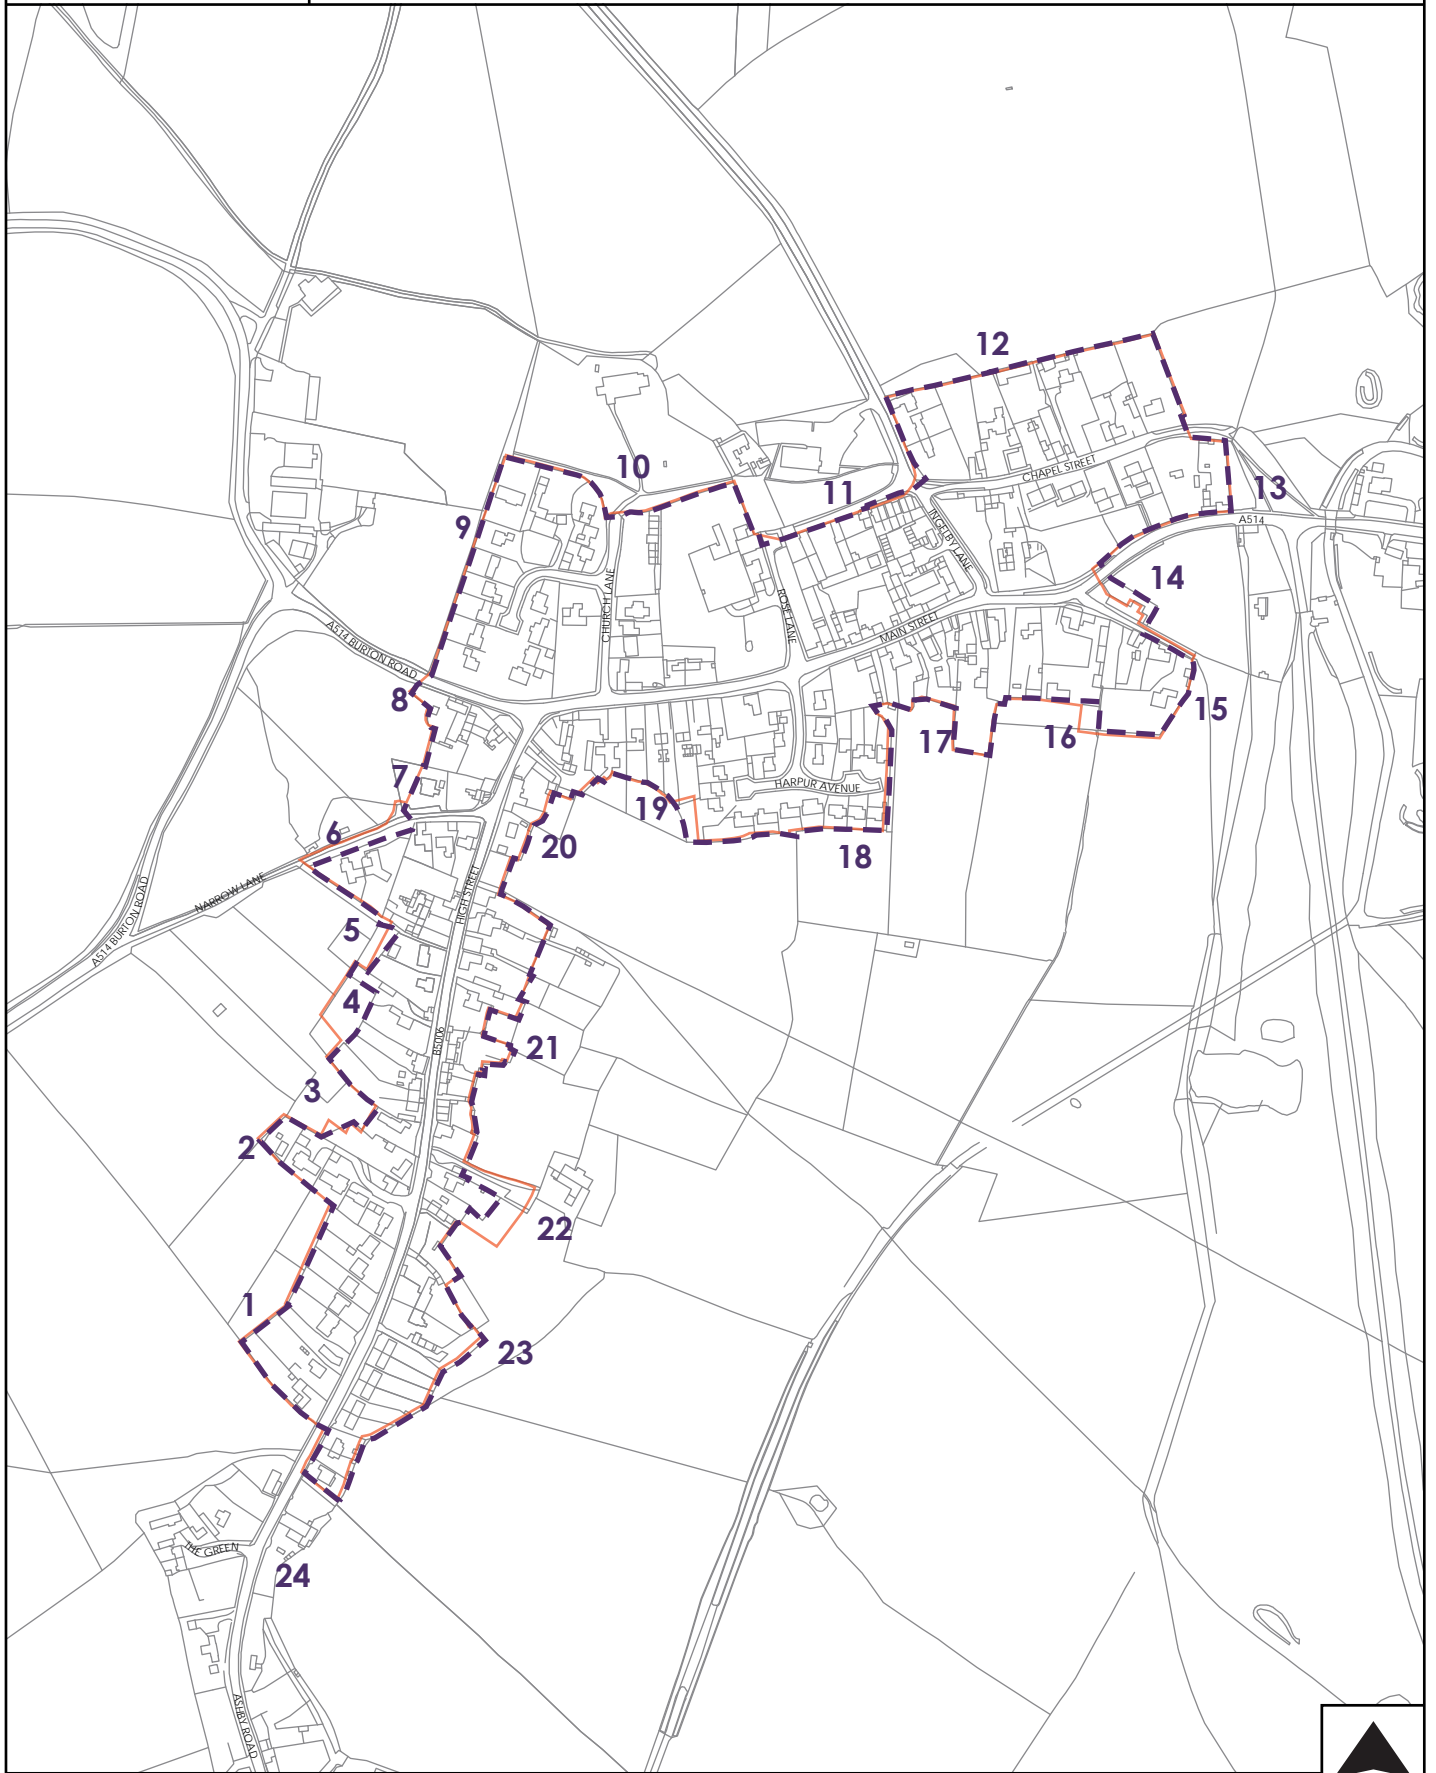 12
10
CHAPEL STREET
13
11
9
A514
INGELBY LANE
14
CHURCH LANE
ROSE LANE
MAIN STREET
A514 BURTON ROAD
8
15
17
16
7
HARPUR AVENUE
19
6
20
18
NARROW LANE
HIGH STREET
A514 BURTON ROAD
5
4
B5006
21
3
2
22
1
23
THE GREEN
24
ASHBY ROAD